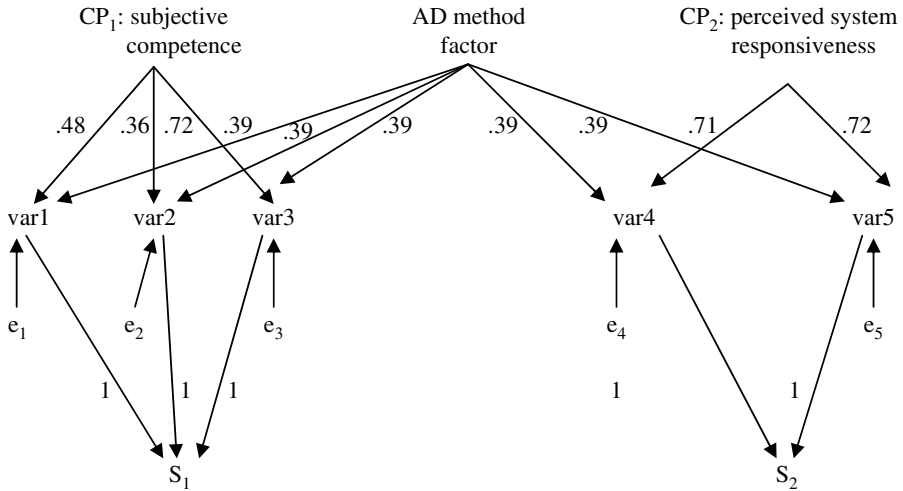 CP₁: subjective
competence
AD method
factor
CP₂: perceived system
responsiveness
.48
.36
.72
.39
.39
.39
.39
.39
.71
.72
var1
var2
var3
var4
var5
e₁
e₂
e₃
e₄
e₅
1
1
1
1
1
S₁
S₂